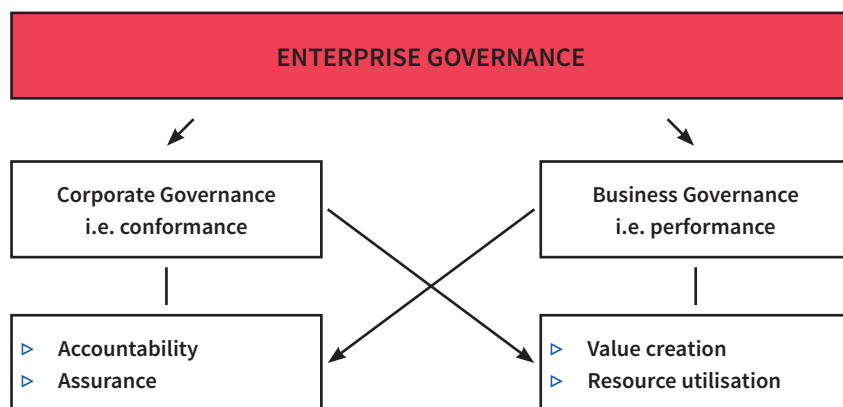 ENTERPRISE GOVERNANCE
Corporate Governance
i.e. conformance
Business Governance
i.e. performance
Accountability
Assurance
Value creation
Resource utilisation